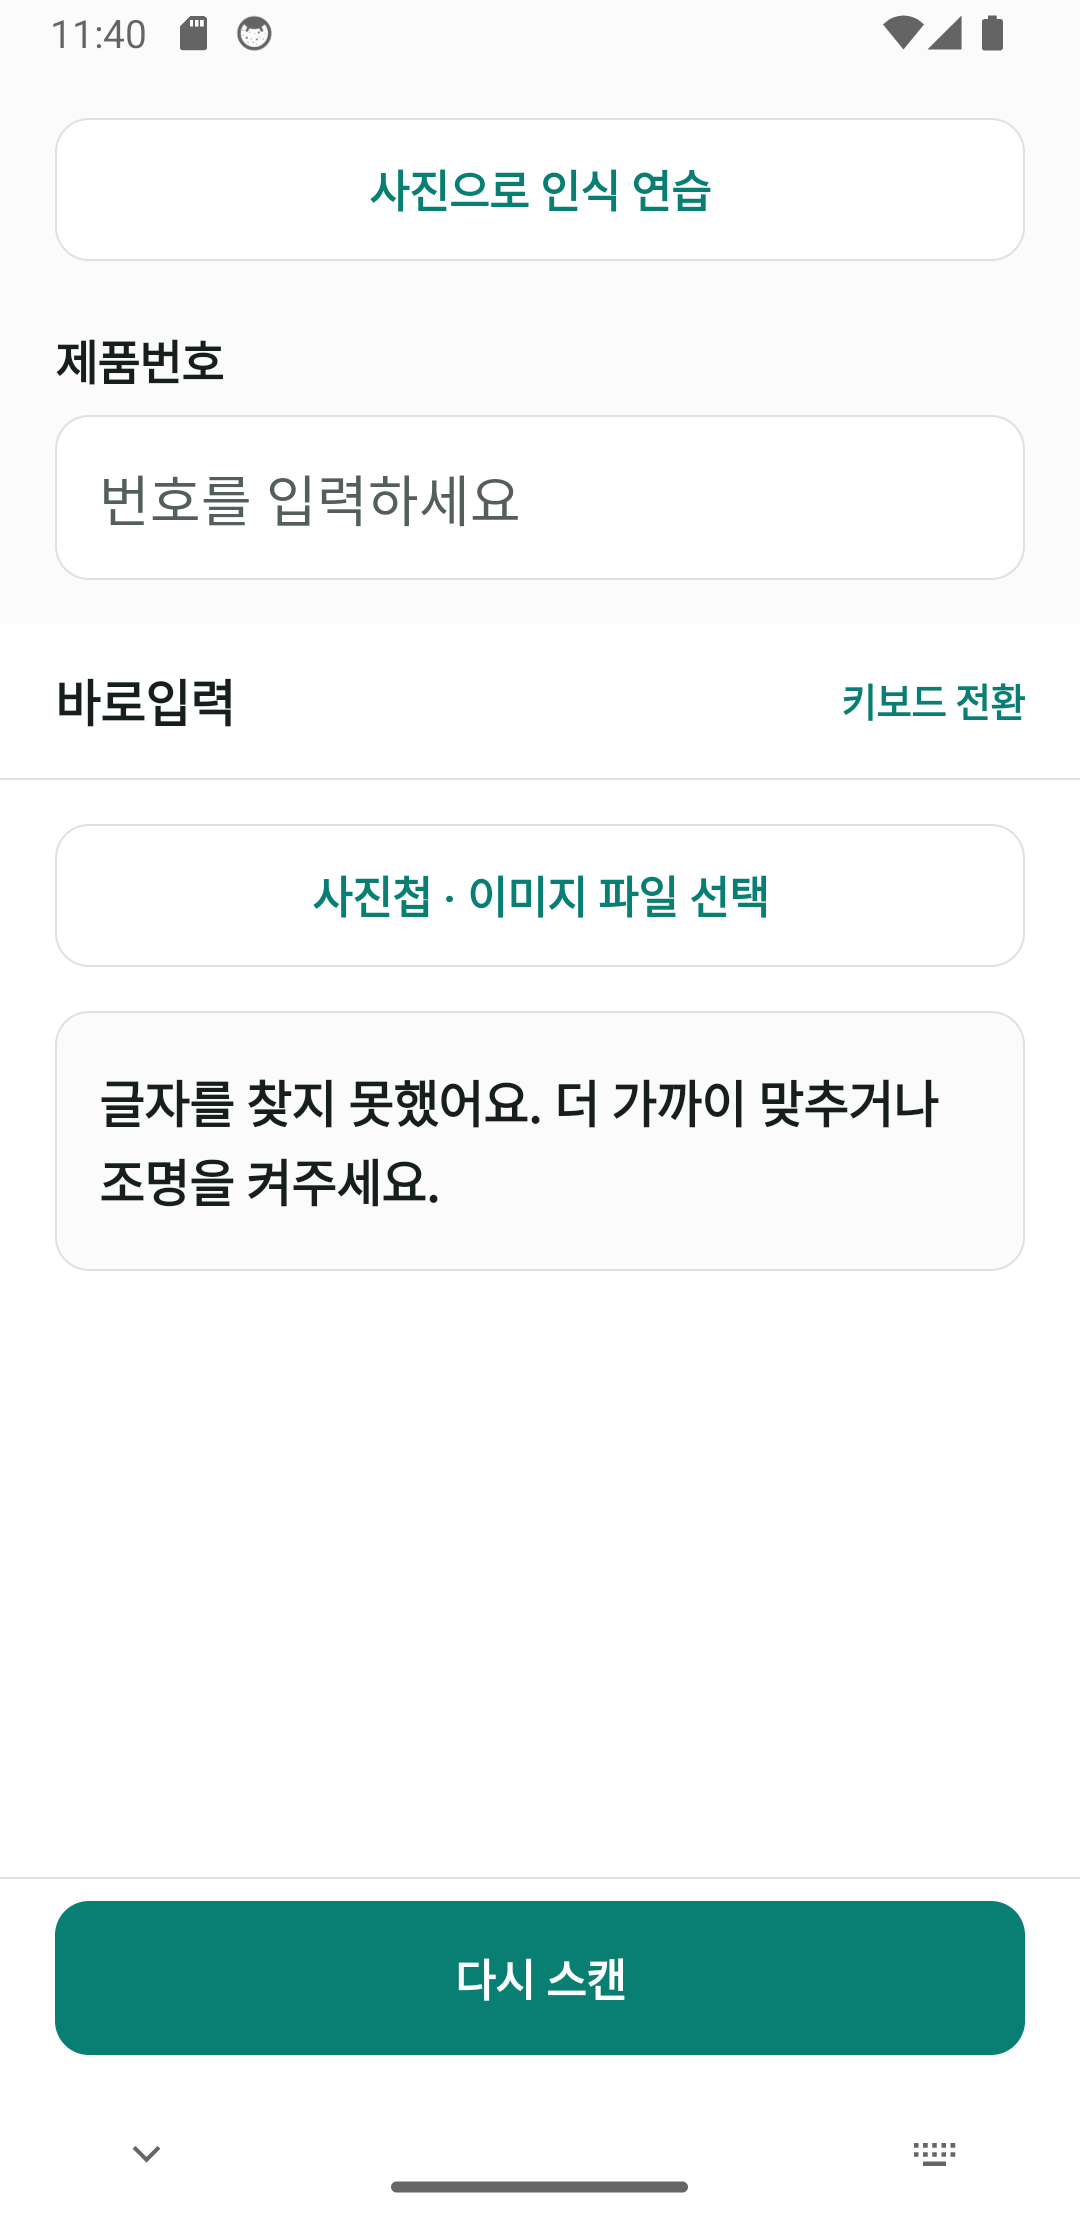 11:40
사진으로 인식 연습
제품번호
번호를 입력하세요
바로입력
키보드 전환
사진첩 · 이미지 파일 선택
글자를 찾지 못했어요. 더 가까이 맞추거나
조명을 켜주세요.
다시 스캔